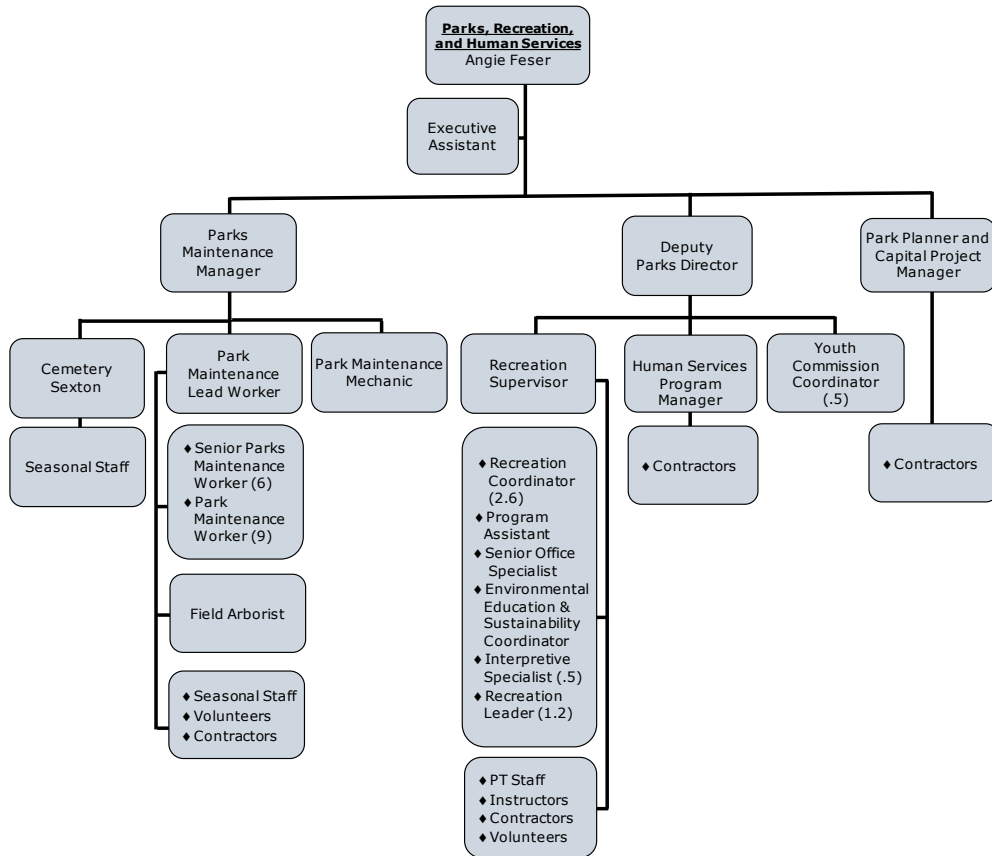 Parks, Recreation,
and Human Services
Angie Feser
Executive
Assistant
Parks
Maintenance
Manager
Deputy
Parks Director
Park Planner and
Capital Project
Manager
Cemetery
Sexton
Park
Maintenance
Lead Worker
Park Maintenance
Mechanic
Recreation
Supervisor
Human Services
Program
Manager
Youth
Commission
Coordinator
(.5)
Seasonal Staff
♦ Senior Parks
Maintenance
Worker (6)
♦ Park
Maintenance
Worker (9)
♦ Recreation
Coordinator
(2.6)
♦ Program
Assistant
♦ Senior Office
Specialist
♦ Environmental
Education &
Sustainability
Coordinator
♦ Interpretive
Specialist (.5)
♦ Recreation
Leader (1.2)
♦ Contractors
♦ Contractors
Field Arborist
♦ Seasonal Staff
♦ Volunteers
♦ Contractors
♦ PT Staff
♦ Instructors
♦ Contractors
♦ Volunteers